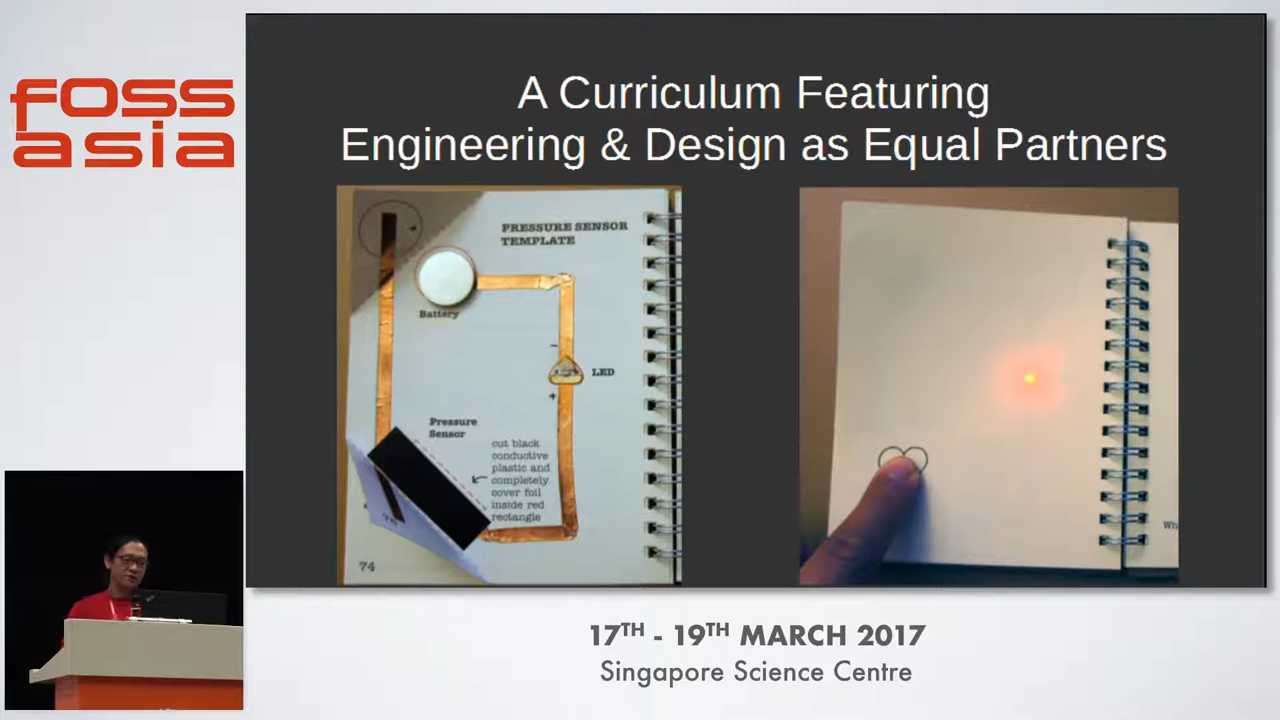 foss
asia
A Curriculum Featuring
Engineering & Design as Equal Partners
PRESSURE SENSOR
TEMPLATE
Battery
-
LED
+
Pressure
Sensor
cut black
conductive
plastic and
completely
cover foil
inside red
rectangle
74
17TH - 19TH MARCH 2017
Singapore Science Centre